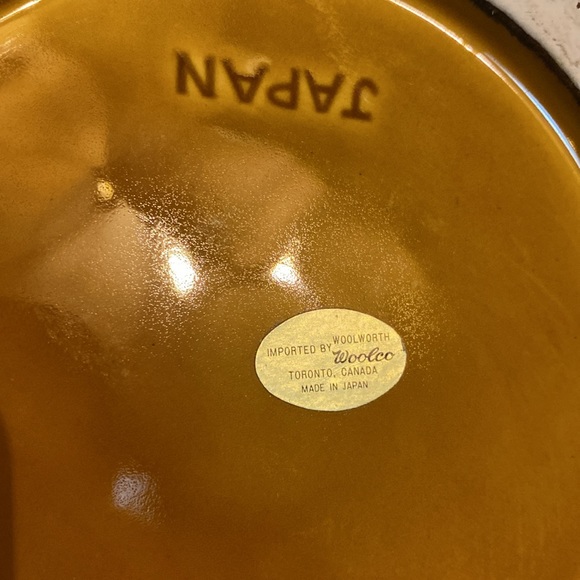 JAPAN
WOOLWORTH
IMPORTED BY Woolco
TORONTO, CANADA
MADE IN JAPAN